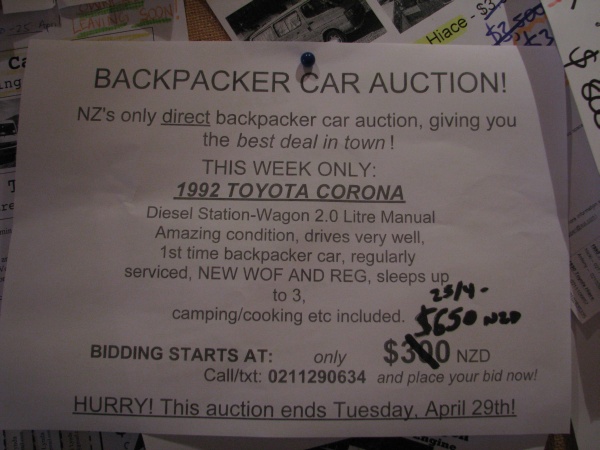 LEAVING SOON!
Hiace - $3
BACKPACKER CAR AUCTION!
NZ's only direct backpacker car auction, giving you
the best deal in town !
THIS WEEK ONLY:
1992 TOYOTA CORONA
Diesel Station-Wagon 2.0 Litre Manual
Amazing condition, drives very well,
1st time backpacker car, regularly
serviced, NEW WOF AND REG, sleeps up
to 3,
25/4 -
camping/cooking etc included.
$650 NZD
BIDDING STARTS AT: only $300 NZD
Call/txt: 0211290634 and place your bid now!
HURRY! This auction ends Tuesday, April 29th!